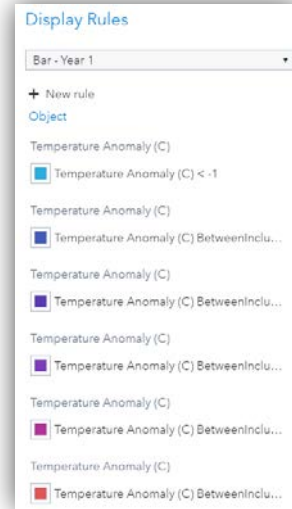 Display Rules
Bar - Year 1
+ New rule
Object
Temperature Anomaly (C)
Temperature Anomaly (C) < -1
Temperature Anomaly (C)
Temperature Anomaly (C) BetweenInclu...
Temperature Anomaly (C)
Temperature Anomaly (C) BetweenInclu...
Temperature Anomaly (C)
Temperature Anomaly (C) BetweenInclu...
Temperature Anomaly (C)
Temperature Anomaly (C) BetweenInclu...
Temperature Anomaly (C)
Temperature Anomaly (C) BetweenInclu...